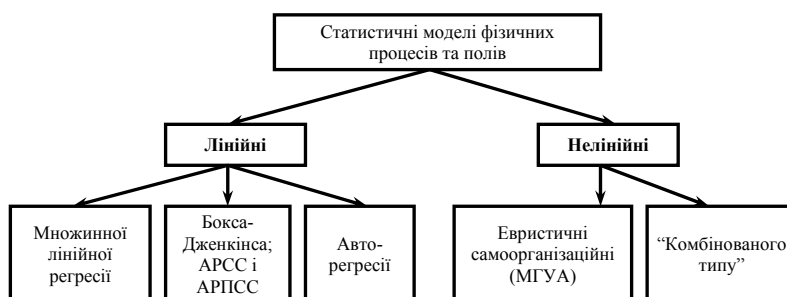 Статистичні моделі фізичних
процесів та полів
Лінійні
Нелінійні
Множинної
лінійної
регресії
Бокса-
Дженкінса;
АРСС і
АРПСС
Авто-
регресії
Евристичні
самоорганізаційні
(МГУА)
“Комбінованого
типу”